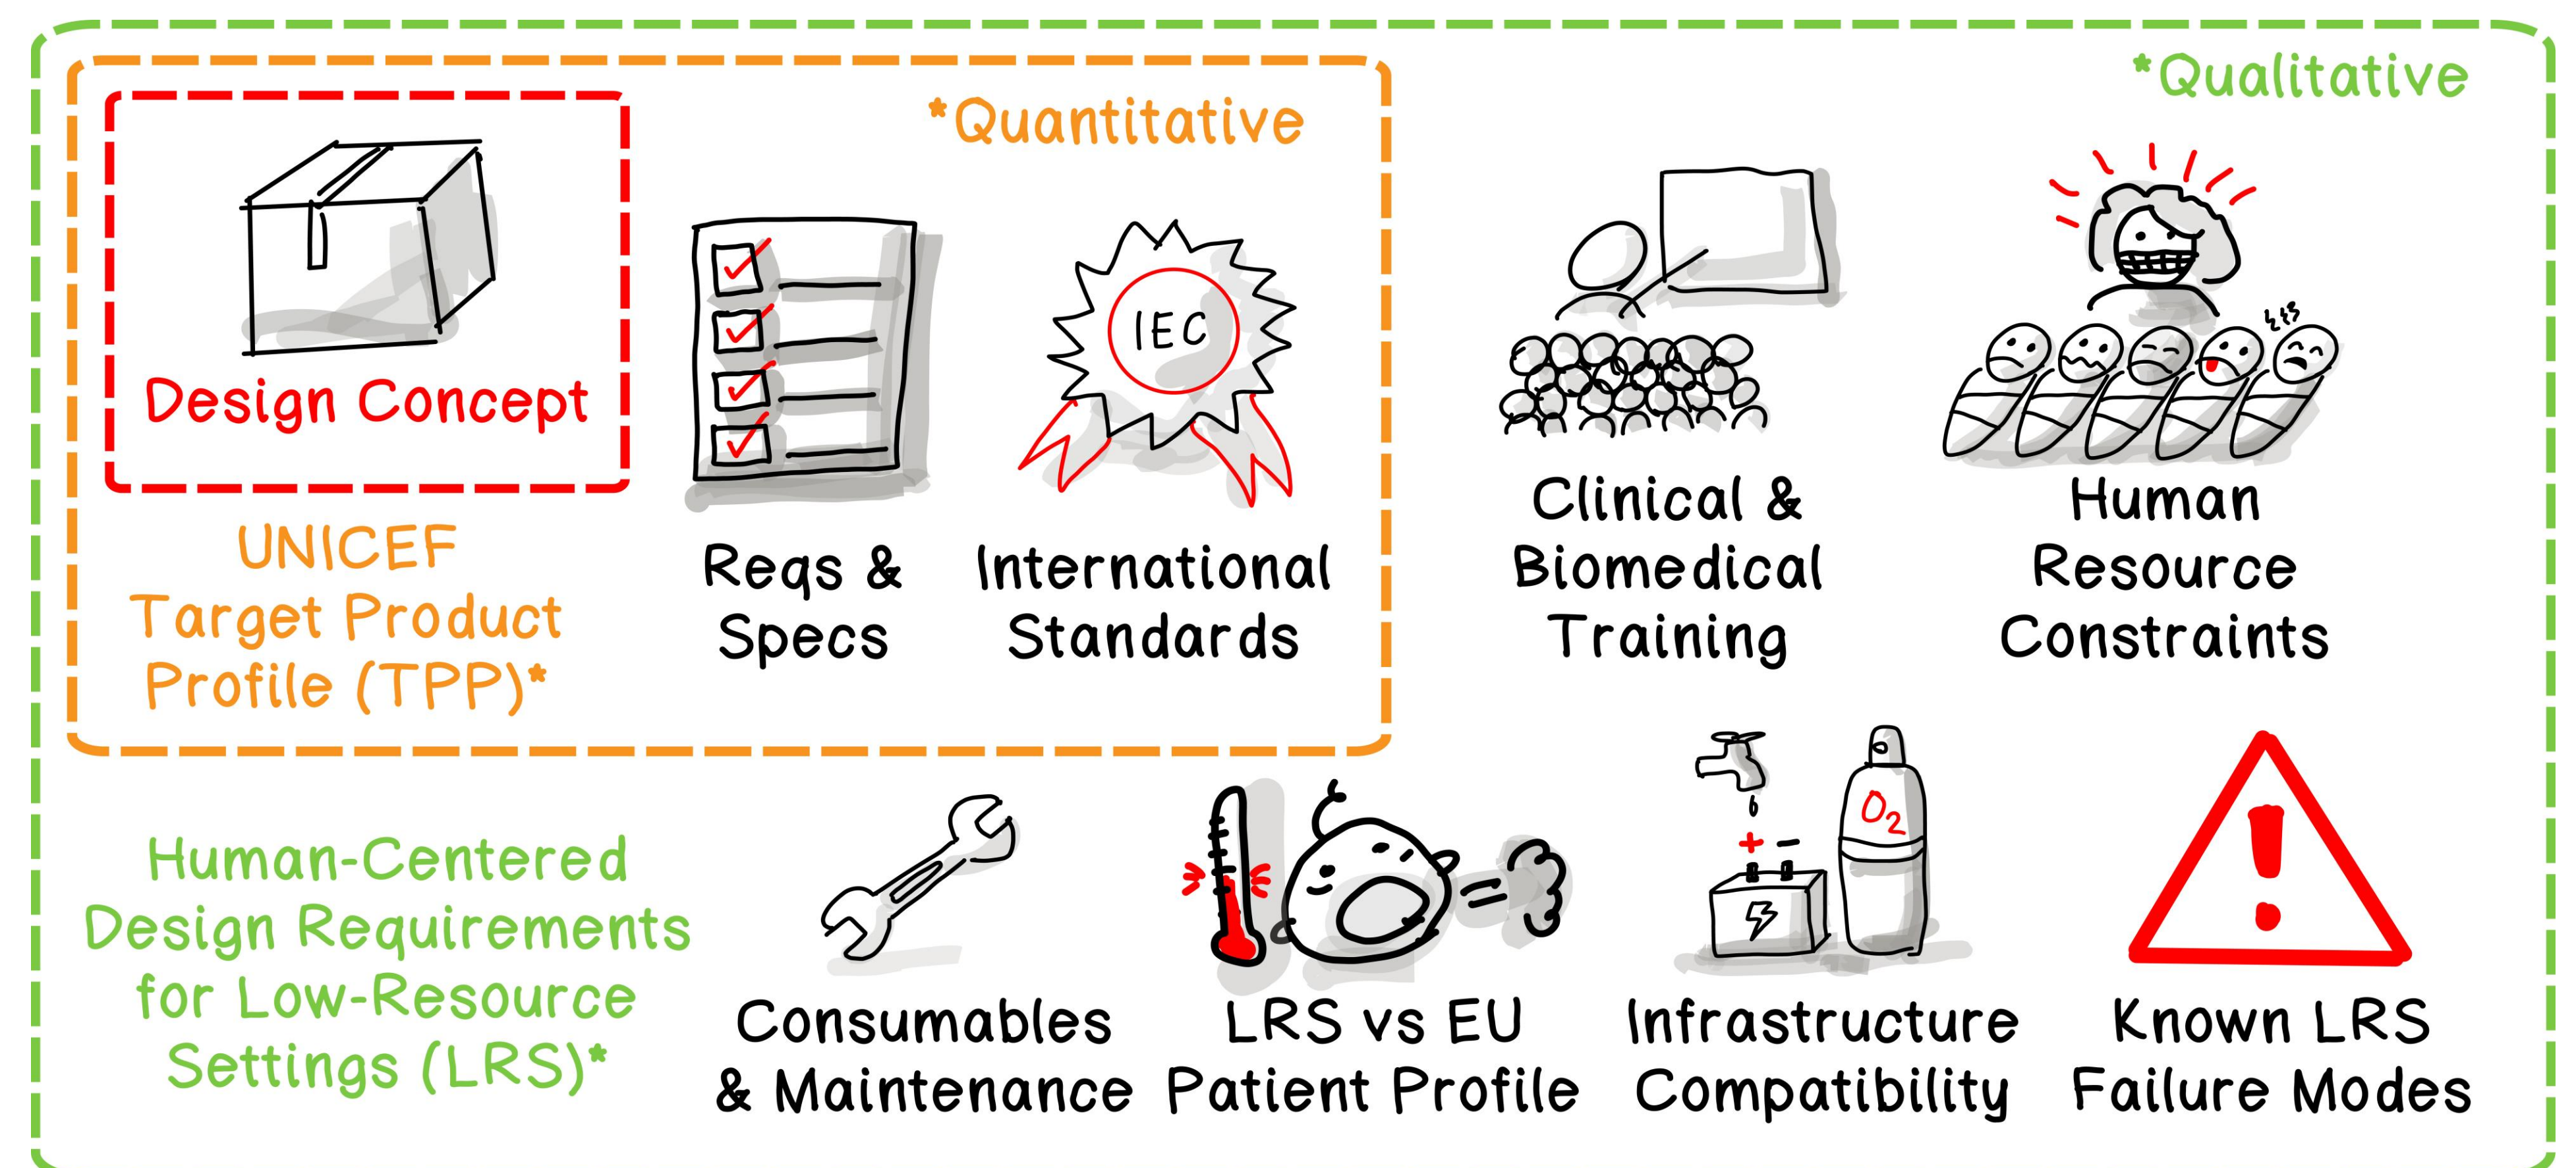 *Quantitative
*Qualitative
IEC
Design Concept
UNICEF
Target Product
Profile (TPP)*
Reqs &
Specs
International
Standards
Clinical &
Biomedical
Training
Human
Resource
Constraints
Human-Centered
Design Requirements
for Low-Resource
Settings (LRS)*
Consumables
& Maintenance
LRS vs EU
Patient Profile
+ -
O2
Infrastructure
Compatibility
!
Known LRS
Failure Modes